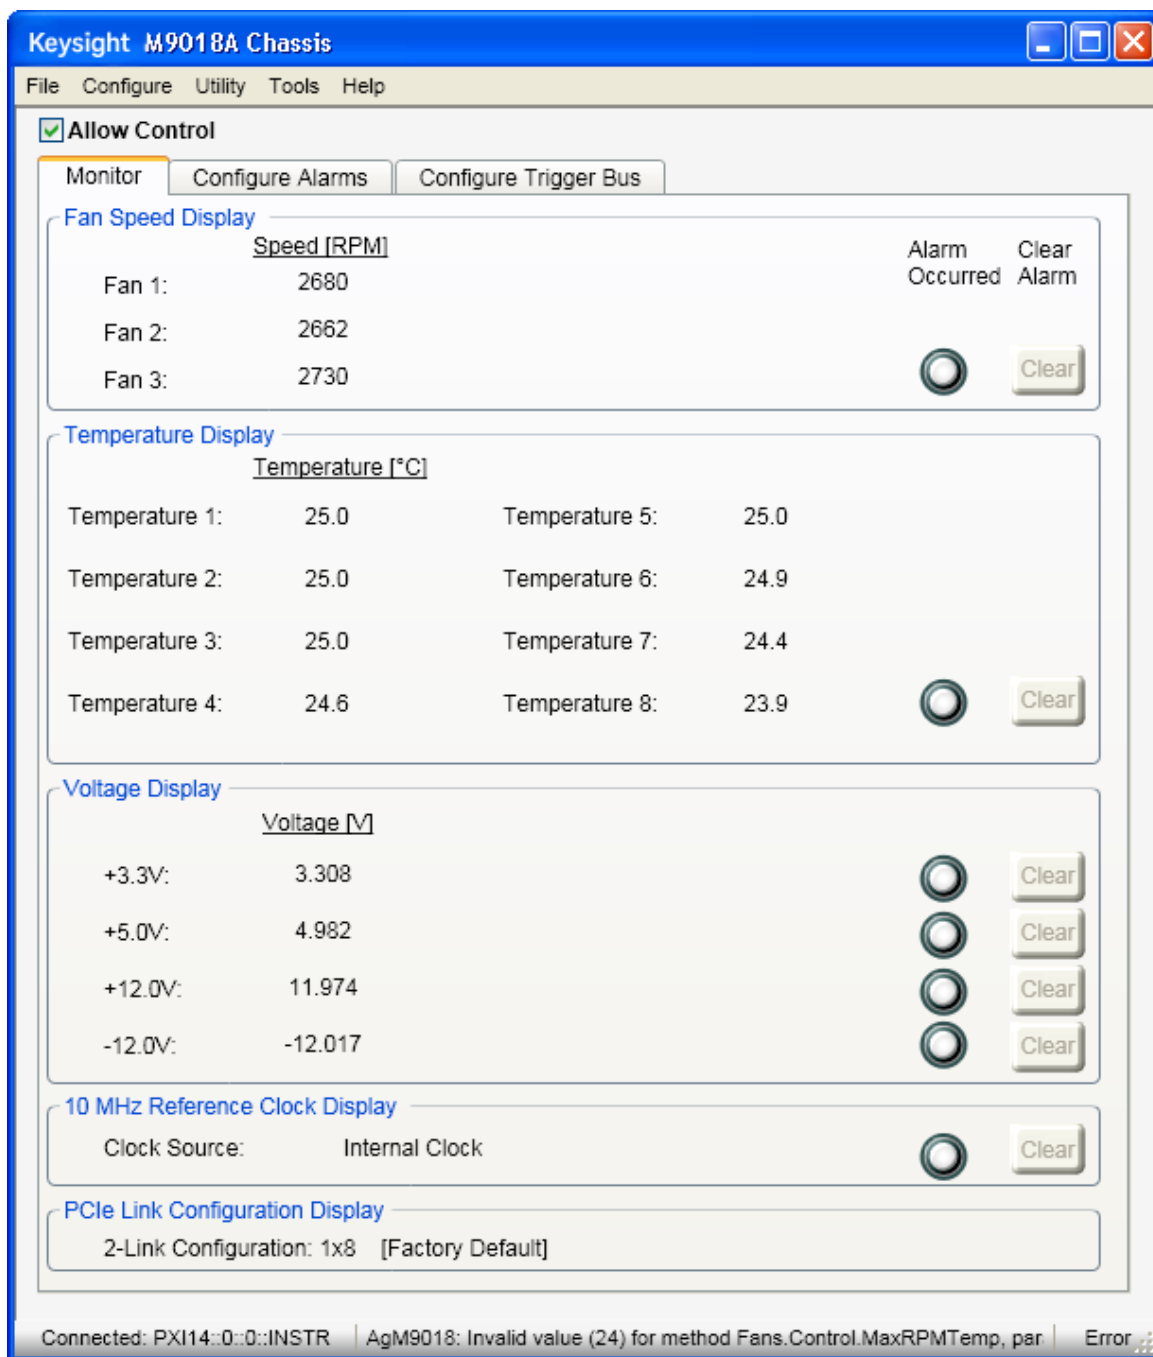 Keysight M9018A Chassis
File Configure Utility Tools Help
Allow Control
Monitor Configure Alarms Configure Trigger Bus
Fan Speed Display
Speed [RPM] Alarm Occurred Clear Alarm
Fan 1: 2680
Fan 2: 2662
Fan 3: 2730 Clear
Temperature Display
Temperature [°C]
Temperature 1: 25.0 Temperature 5: 25.0
Temperature 2: 25.0 Temperature 6: 24.9
Temperature 3: 25.0 Temperature 7: 24.4
Temperature 4: 24.6 Temperature 8: 23.9 Clear
Voltage Display
Voltage [V]
+3.3V: 3.308 Clear
+5.0V: 4.982 Clear
+12.0V: 11.974 Clear
-12.0V: -12.017 Clear
10 MHz Reference Clock Display
Clock Source: Internal Clock Clear
PCIe Link Configuration Display
2-Link Configuration: 1x8 [Factory Default]
Connected: PXI14::0::0::INSTR AgM9018: Invalid value (24) for method Fans.Control.MaxRPMTemp, par Error